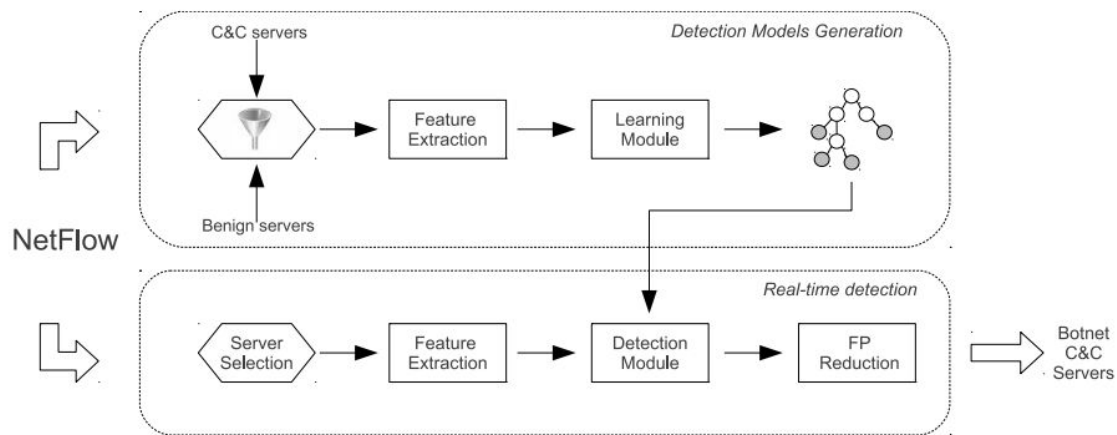 C&C servers
Detection Models Generation
Feature
Extraction
Learning
Module
Benign servers
NetFlow
Real-time detection
Server
Selection
Feature
Extraction
Detection
Module
FP
Reduction
Botnet
C&C
Servers